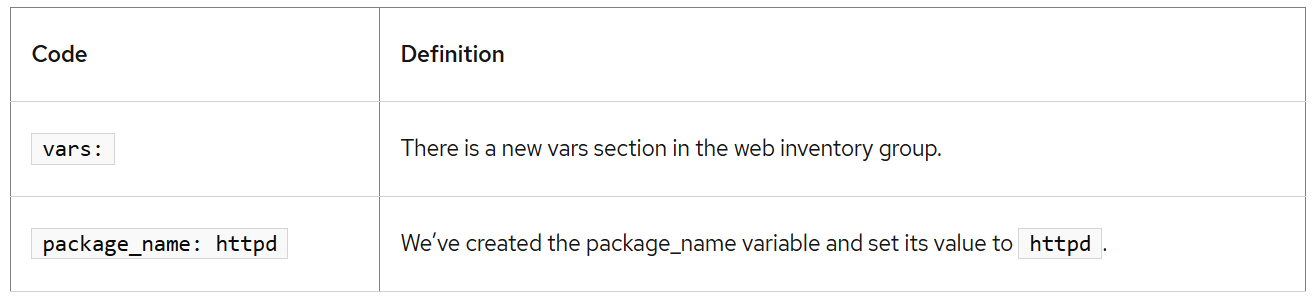 Code Definition
vars: There is a new vars section in the web inventory group.
package_name: httpd We’ve created the package_name variable and set its value to httpd.